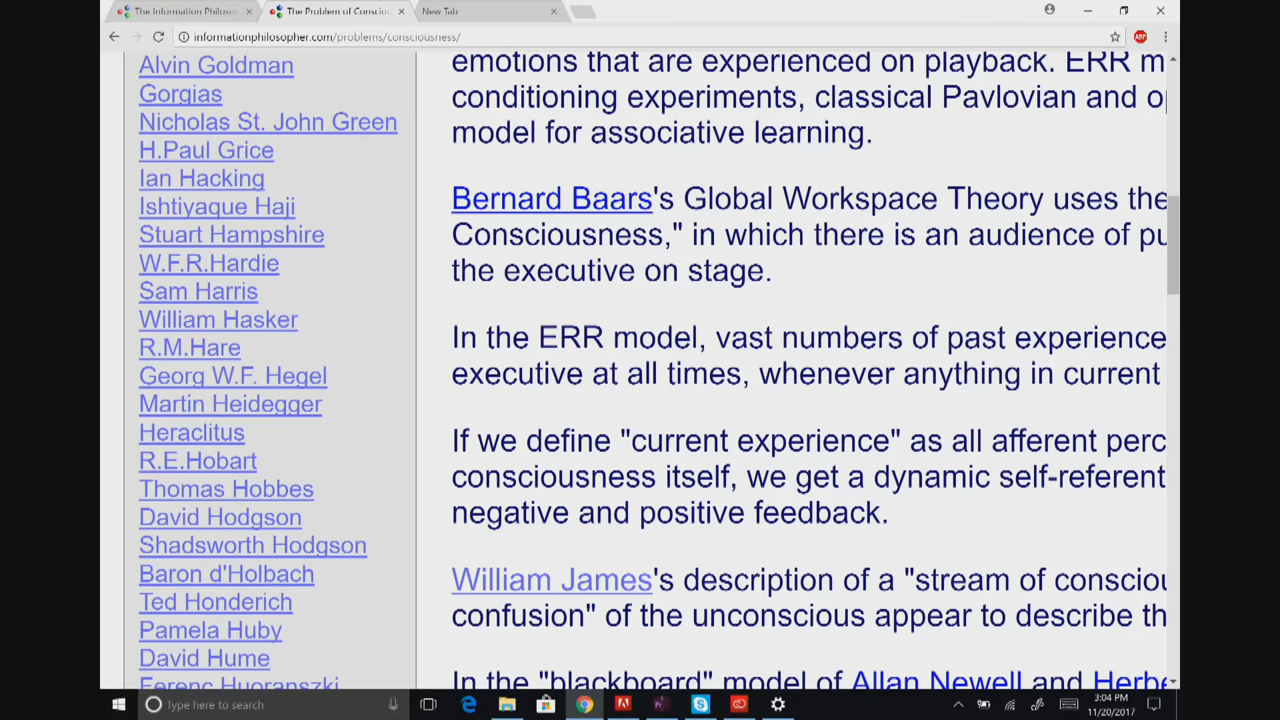 The Information Philoso
The Problem of Consciou
New Tab
informationphilosopher.com/problems/consciousness/
ABP
Alvin Goldman
Gorgias
Nicholas St. John Green
H.Paul Grice
Ian Hacking
Ishtiyaque Haji
Stuart Hampshire
W.F.R.Hardie
Sam Harris
William Hasker
R.M.Hare
Georg W.F. Hegel
Martin Heidegger
Heraclitus
R.E.Hobart
Thomas Hobbes
David Hodgson
Shadsworth Hodgson
Baron d'Holbach
Ted Honderich
Pamela Huby
David Hume
Ferenc Huoranszki
emotions that are experienced on playback. ERR m
conditioning experiments, classical Pavlovian and op
model for associative learning.
Bernard Baars's Global Workspace Theory uses the
Consciousness," in which there is an audience of pu
the executive on stage.
In the ERR model, vast numbers of past experience
executive at all times, whenever anything in current
If we define "current experience" as all afferent perc
consciousness itself, we get a dynamic self-referent
negative and positive feedback.
William James's description of a "stream of consciou
confusion" of the unconscious appear to describe th
In the "blackboard" model of Allan Newell and Herbe
Type here to search
3:04 PM
11/20/2017